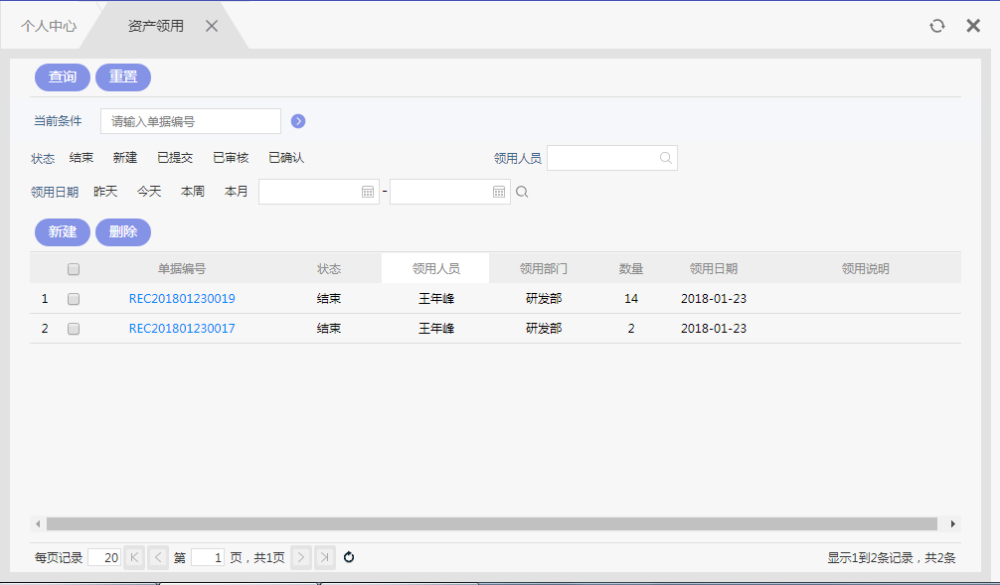 个人中心 资产领用
查询 重置
当前条件 请输入单据编号
状态 结束 新建 已提交 已审核 已确认 领用人员
领用日期 昨天 今天 本周 本月 -
新建 删除
单据编号 状态 领用人员 领用部门 数量 领用日期 领用说明
1 REC201801230019 结束 王年峰 研发部 14 2018-01-23
2 REC201801230017 结束 王年峰 研发部 2 2018-01-23
每页记录 20 第 1 页，共1页 显示1到2条记录，共2条